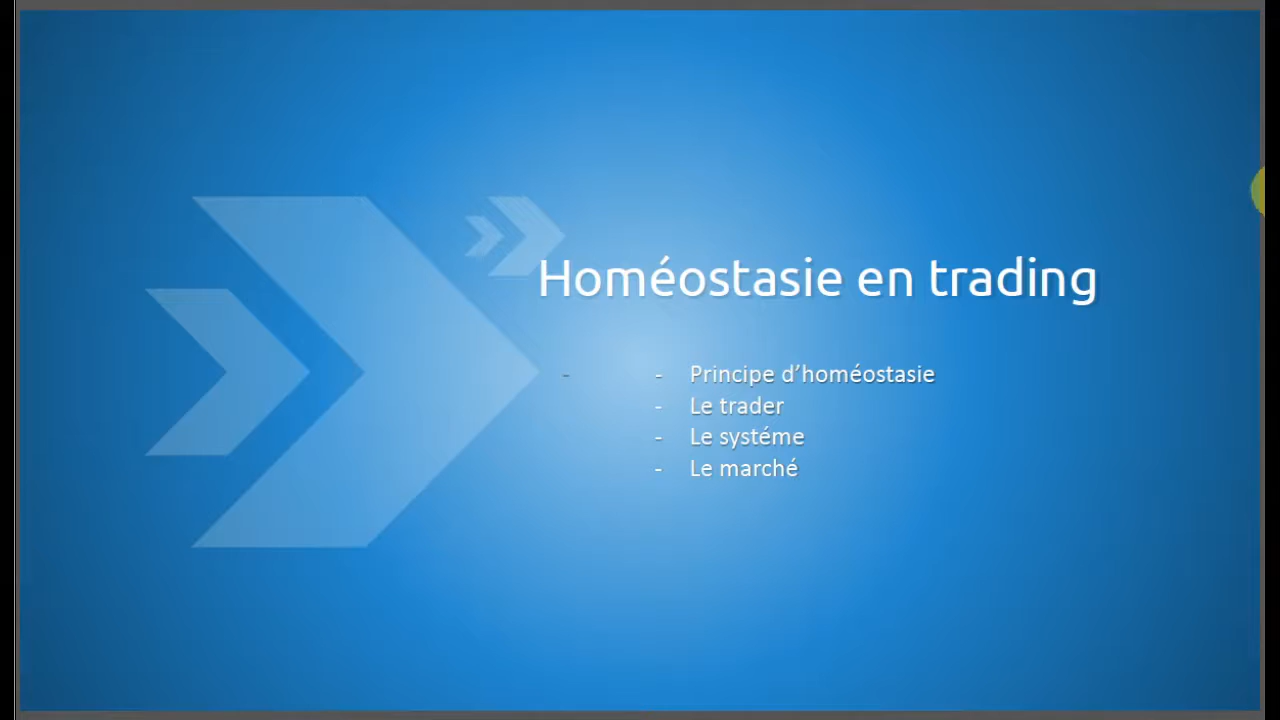 Homéostasie en trading
- - Principe d’homéostasie
- Le trader
- Le systéme
- Le marché